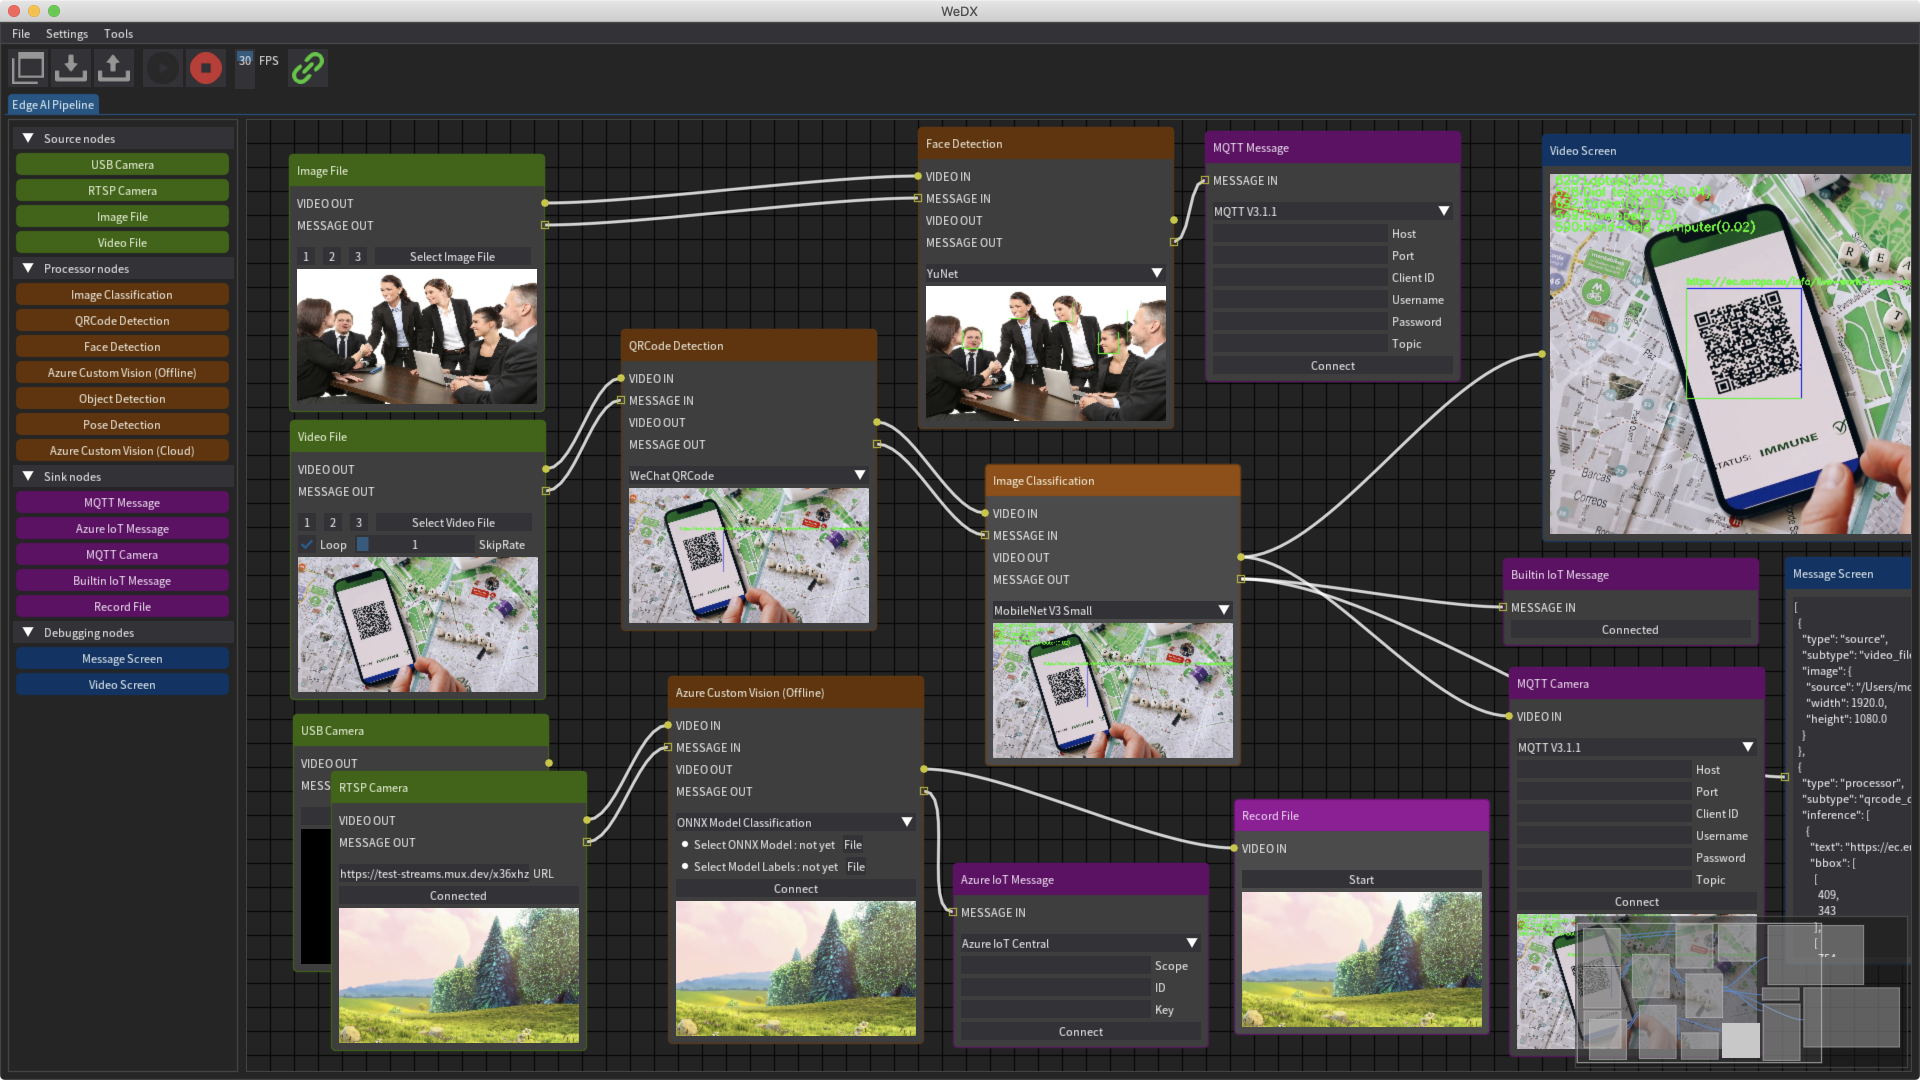 WeDX
File Settings Tools
30 FPS
Edge AI Pipeline
Source nodes
USB Camera
RTSP Camera
Image File
Video File
Processor nodes
Image Classification
QRCode Detection
Face Detection
Azure Custom Vision (Offline)
Object Detection
Pose Detection
Azure Custom Vision (Cloud)
Sink nodes
MQTT Message
Azure IoT Message
MQTT Camera
Builtin IoT Message
Record File
Debugging nodes
Message Screen
Video Screen
Image File
VIDEO OUT
MESSAGE OUT
1 2 3 Select Image File
Video File
VIDEO OUT
MESSAGE OUT
1 2 3 Select Video File
Loop 1 SkipRate
USB Camera
VIDEO OUT
MESS
RTSP Camera
VIDEO OUT
MESSAGE OUT
https://test-streams.mux.dev/x36xhz URL
Connected
QRCode Detection
VIDEO IN
MESSAGE IN
VIDEO OUT
MESSAGE OUT
WeChat QRCode
Azure Custom Vision (Offline)
VIDEO IN
MESSAGE IN
VIDEO OUT
MESSAGE OUT
ONNX Model Classification
Select ONNX Model : not yet File
Select Model Labels : not yet File
Connect
Face Detection
VIDEO IN
MESSAGE IN
VIDEO OUT
MESSAGE OUT
YuNet
Image Classification
VIDEO IN
MESSAGE IN
VIDEO OUT
MESSAGE OUT
MobileNet V3 Small
Azure IoT Message
MESSAGE IN
Azure IoT Central
Scope
ID
Key
Connect
MQTT Message
MESSAGE IN
MQTT V3.1.1
Host
Port
Client ID
Username
Password
Topic
Connect
Record File
VIDEO IN
Start
Video Screen
computer(0.02)
IMMUNE
Barcas
Correos
Builtin IoT Message
MESSAGE IN
Connected
MQTT Camera
VIDEO IN
MQTT V3.1.1
Host
Port
Client ID
Username
Password
Topic
Connect
Message Screen
[
{
"type": "source",
"subtype": "video_file
"image": {
"source": "/Users/mo
"width": 1920.0,
"height": 1080.0
}
},
{
"type": "processor",
"subtype": "qrcode_d
"inference": [
{
"text": "https://ec.e
"bbox": [
[
409,
343
],
[